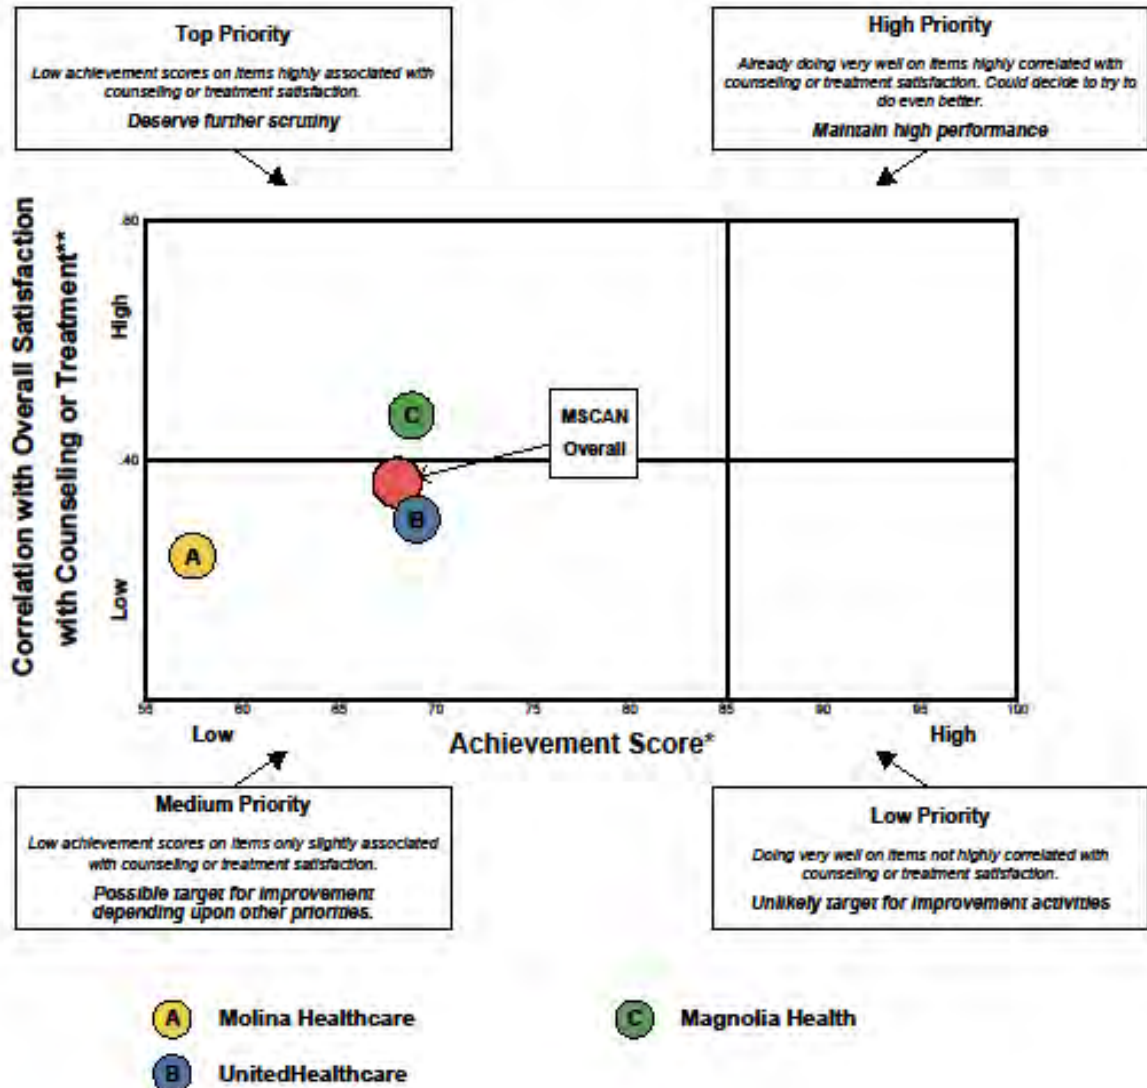 Top Priority
Low achievement scores on items highly associated with
counseling or treatment satisfaction.
Deserve further scrutiny
High Priority
Already doing very well on items highly correlated with
counseling or treatment satisfaction. Could decide to try to
do even better.
Maintain high performance
Correlation with Overall Satisfaction
with Counseling or Treatment**
High
Low
.80
.40
C
MSCAN
Overall
B
A
55 60 65 70 75 80 85 90 95 100
Low
Achievement Score*
High
Medium Priority
Low achievement scores on items only slightly associated
with counseling or treatment satisfaction.
Possible target for improvement
depending upon other priorities.
Low Priority
Doing very well on items not highly correlated with
counseling or treatment satisfaction.
Unlikely target for improvement activities
A Molina Healthcare
C Magnolia Health
B UnitedHealthcare